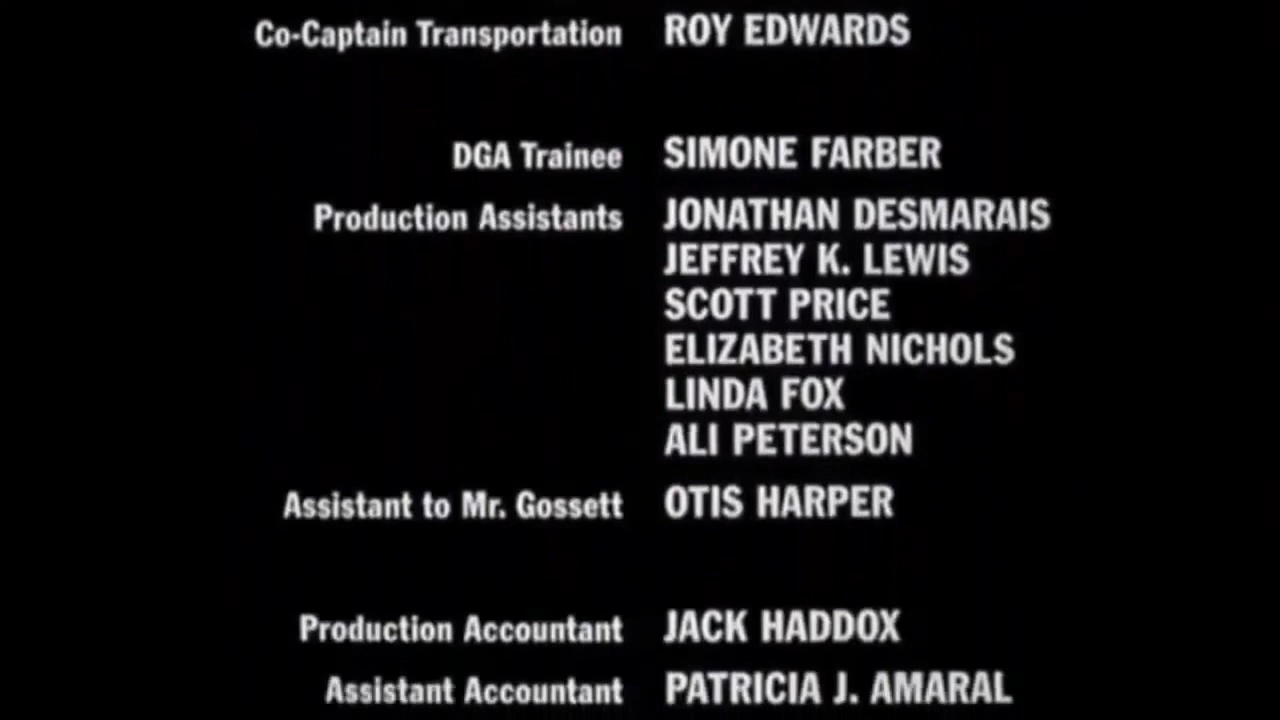 Co-Captain Transportation ROY EDWARDS
DGA Trainee SIMONE FARBER
Production Assistants JONATHAN DESMARAIS
JEFFREY K. LEWIS
SCOTT PRICE
ELIZABETH NICHOLS
LINDA FOX
ALI PETERSON
Assistant to Mr. Gossett OTIS HARPER
Production Accountant JACK HADDOX
Assistant Accountant PATRICIA J. AMARAL